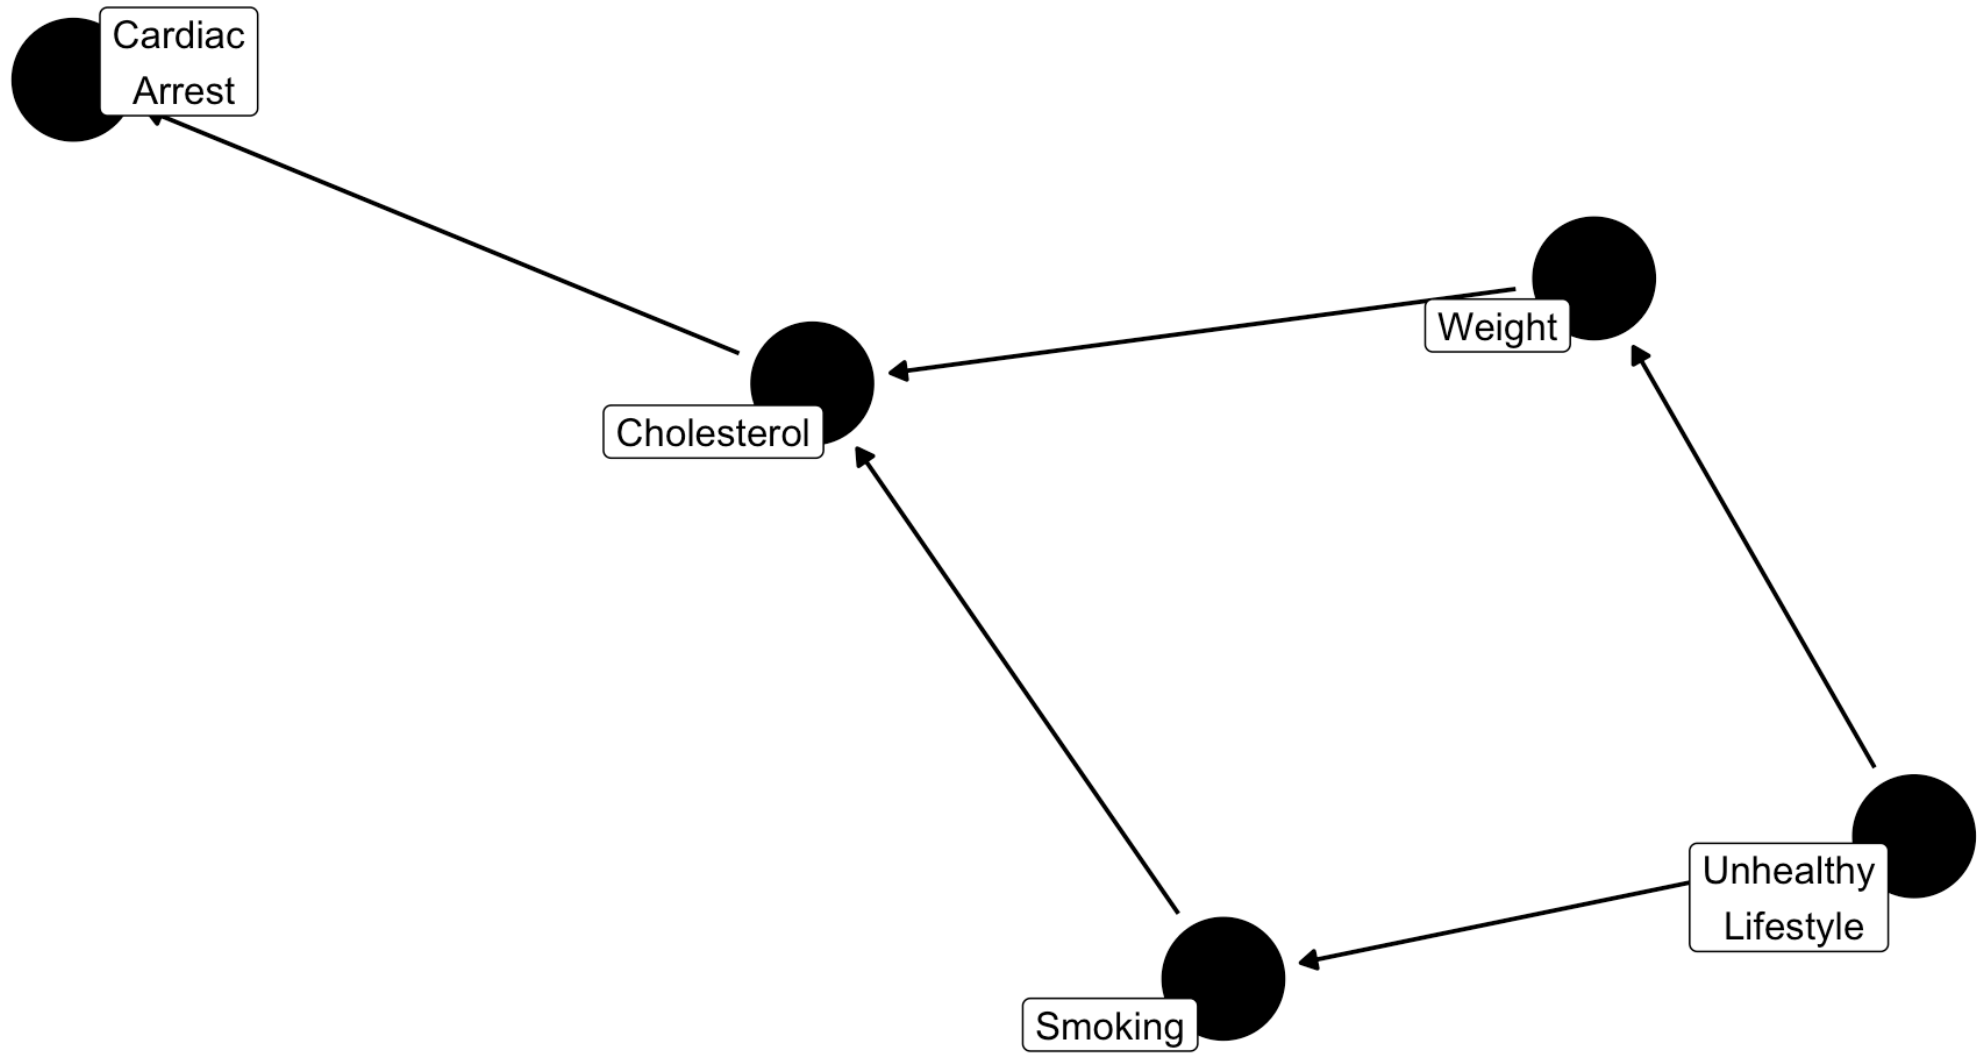 Cardiac
Arrest
Weight
Cholesterol
Unhealthy
Lifestyle
Smoking